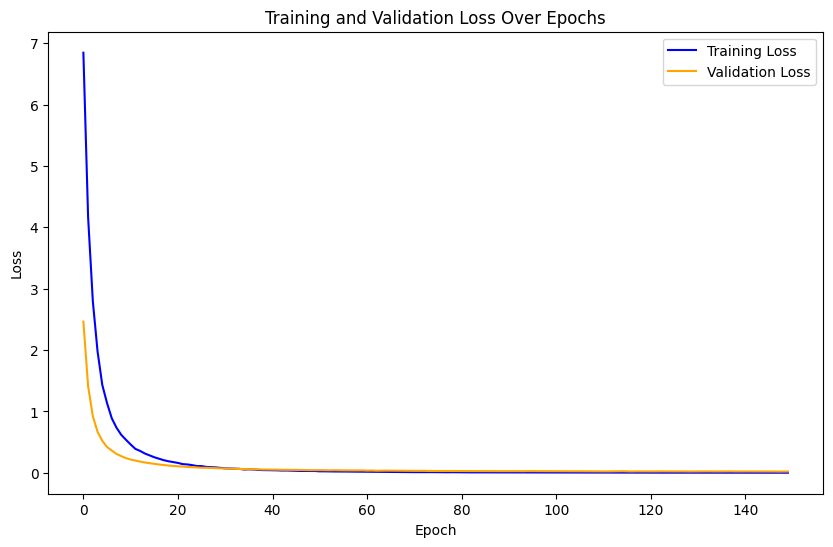 Training and Validation Loss Over Epochs
Training Loss
Validation Loss
7
6
5
4
3
2
1
0
Loss
0 20 40 60 80 100 120 140
Epoch